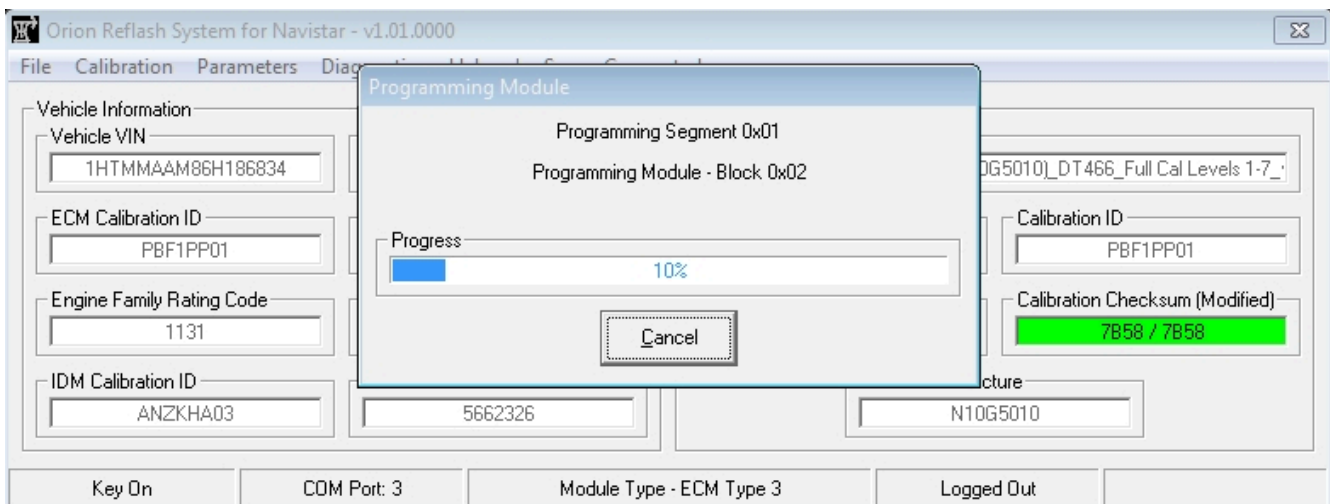 Orion Reflash System for Navistar - v1.01.0000
File Calibration Parameters
Programming Module
Programming Segment 0x01
Programming Module - Block 0x02
Progress
10%
Cancel
Vehicle Information
Vehicle VIN
1HTMMAAM86H186834
0G5010)_DT466_Full Cal Levels 1-7_
ECM Calibration ID
PBF1PP01
Calibration ID
PBF1PP01
Engine Family Rating Code
1131
Calibration Checksum (Modified)
7B58 / 7B58
IDM Calibration ID
ANZKHA03
5662326
cture
N10G5010
Key On
COM Port: 3
Module Type - ECM Type 3
Logged Out